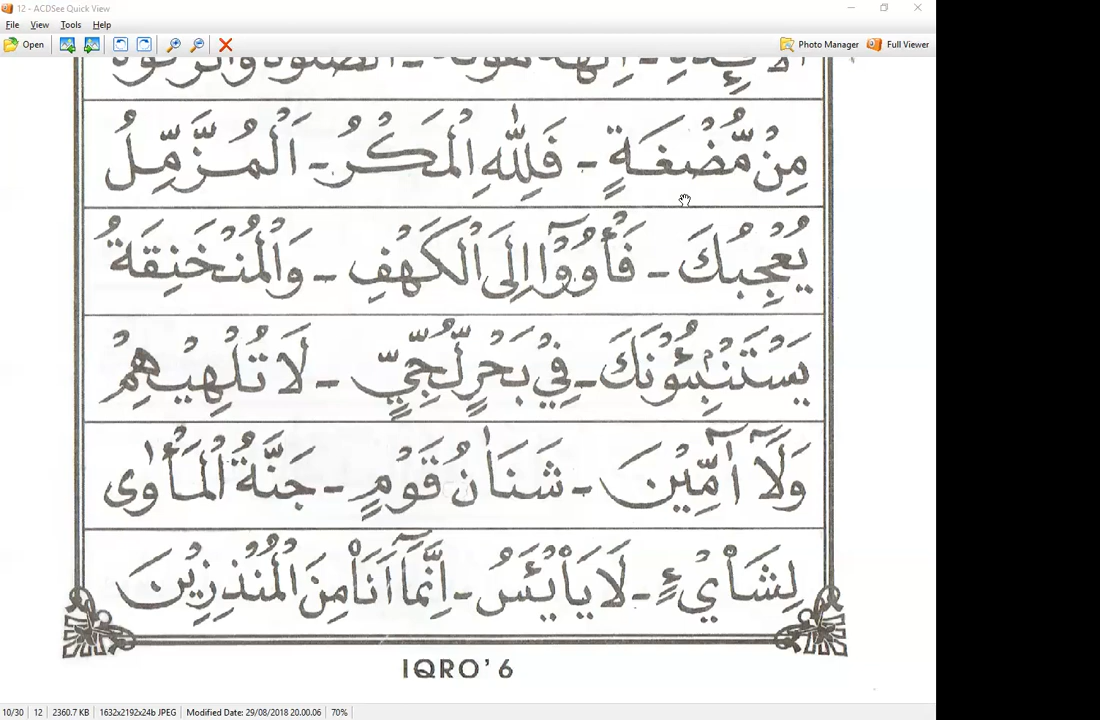 12 - ACDSee Quick View
File View Tools Help
Open Photo Manager Full Viewer
مِنْ مُّضْغَةٍ - فَلِلّٰهِ الْمَكْرُ - اَلْمُزَّمِّلُ
يُعْجِبُكَ - فَأْوُوْٓا اِلَى الْكَهْفِ - وَالْمُنْخَنِقَةُ
يَسْتَنْۢبِئُوْنَكَ - فِيْ بَحْرٍ لُّجِّيٍّ - لَا تُلْهِيْهِمْ
وَلَآ اٰۤمِّيْنَ - شَنَاٰنُ قَوْمٍ - جَنَّةُ الْمَأْوٰى
لِشَا۟يْءٍ - لَا يَا۟يْئَسُ - اِنَّمَآ اَنَا۠ مِنَ الْمُنْذِرِيْنَ
IQRO' 6
10/30 12 2360.7 KB 1632x2192x24b JPEG Modified Date: 29/08/2018 20.00.06 70%